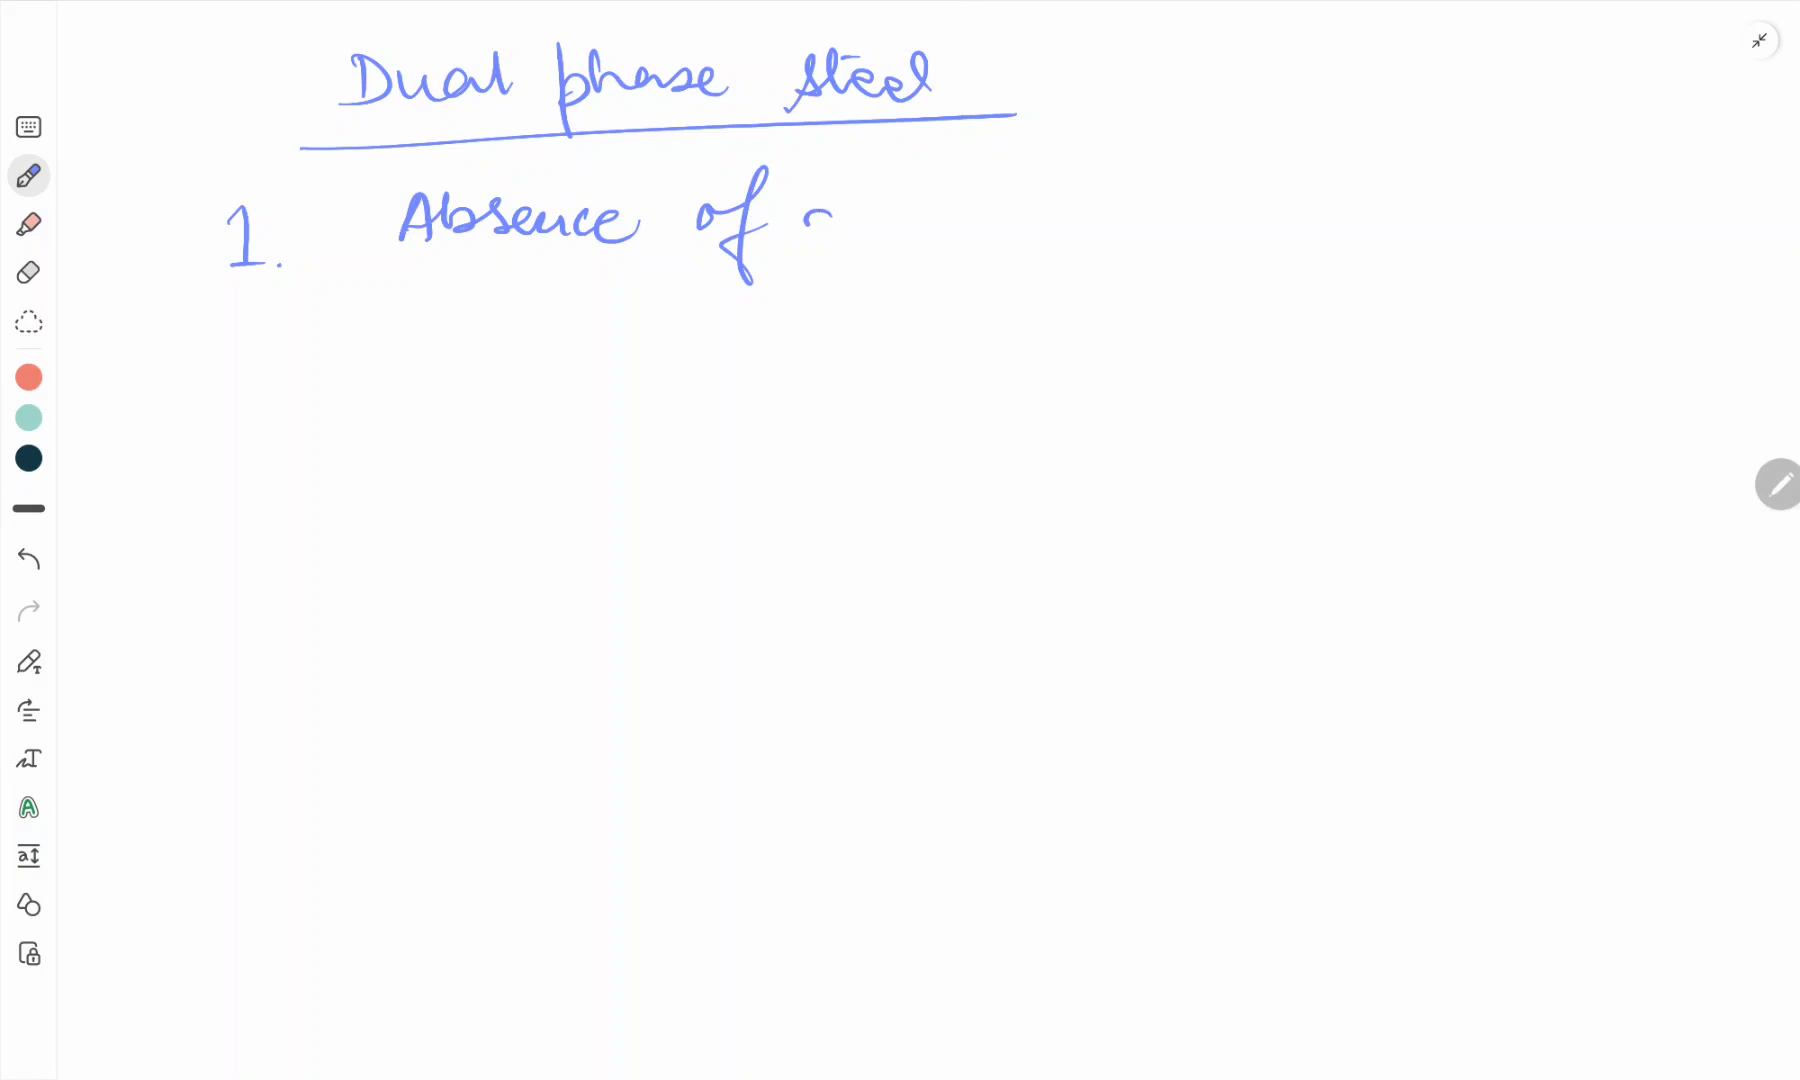 Dual phase steel
1. Absence of